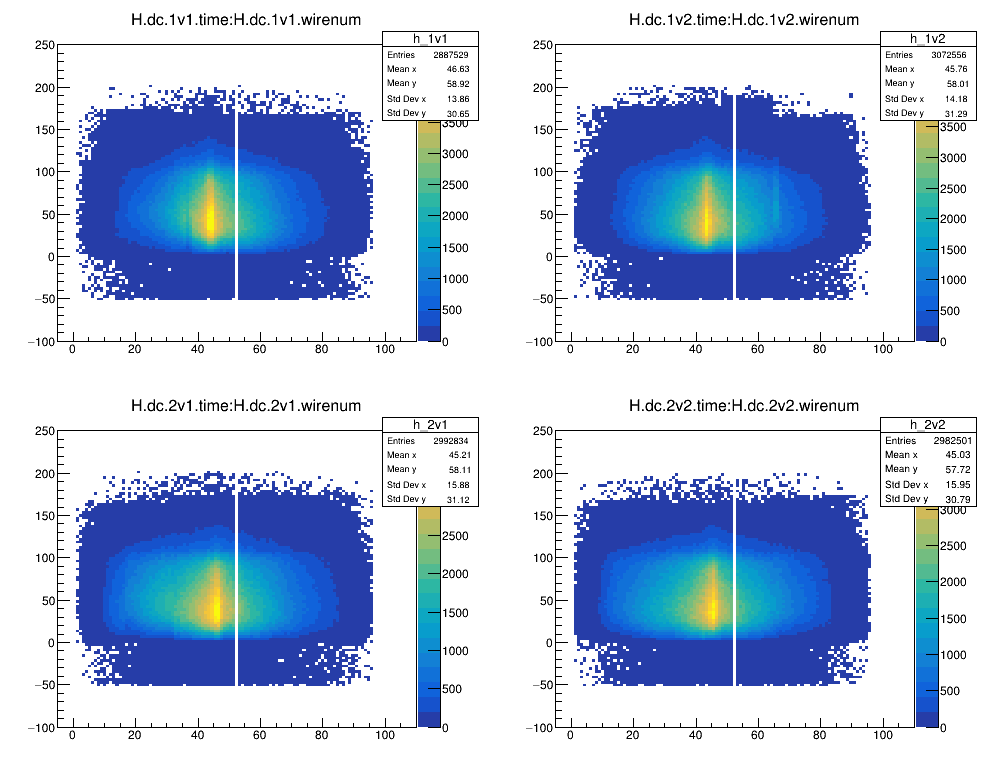 H.dc.1v1.time:H.dc.1v1.wirenum
h_1v1
Entries 2887529
Mean x 46.63
Mean y 58.92
Std Dev x 13.86
Std Dev y 30.65
250
200
150
100
50
0
−50
−100
0 20 40 60 80 100
3500
3000
2500
2000
1500
1000
500
0
H.dc.1v2.time:H.dc.1v2.wirenum
h_1v2
Entries 3072556
Mean x 45.76
Mean y 58.01
Std Dev x 14.18
Std Dev y 31.29
250
200
150
100
50
0
−50
−100
0 20 40 60 80 100
3500
3000
2500
2000
1500
1000
500
0
H.dc.2v1.time:H.dc.2v1.wirenum
h_2v1
Entries 2992834
Mean x 45.21
Mean y 58.11
Std Dev x 15.88
Std Dev y 31.12
250
200
150
100
50
0
−50
−100
0 20 40 60 80 100
2500
2000
1500
1000
500
0
H.dc.2v2.time:H.dc.2v2.wirenum
h_2v2
Entries 2982501
Mean x 45.03
Mean y 57.72
Std Dev x 15.95
Std Dev y 30.79
250
200
150
100
50
0
−50
−100
0 20 40 60 80 100
3000
2500
2000
1500
1000
500
0